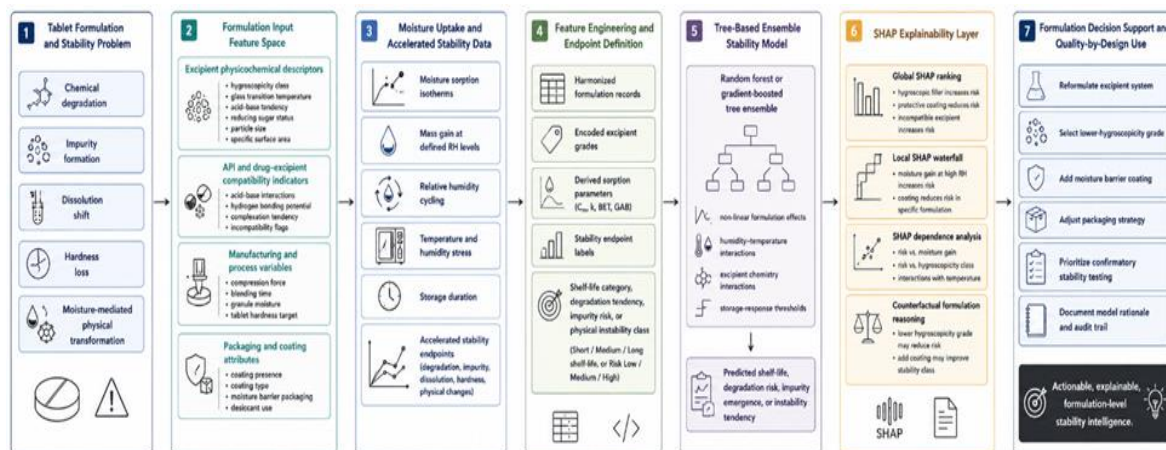 1
Tablet Formulation
and Stability Problem
Chemical
degradation
Impurity
formation
Dissolution
shift
Hardness
loss
Moisture-mediated
physical
transformation
2
Formulation Input
Feature Space
Excipient physicochemical descriptors
• hygroscopicity class
• glass transition temperature
• acid-base tendency
• reducing sugar status
• particle size
• specific surface area
API and drug-excipient
compatibility indicators
• acid-base interactions
• hydrogen bonding potential
• complexation tendency
• incompatibility flags
Manufacturing and
process variables
• compression force
• blending time
• granule moisture
• tablet hardness target
Packaging and coating
attributes
• coating presence
• coating type
• moisture barrier packaging
• desiccant use
3
Moisture Uptake and
Accelerated Stability Data
Moisture sorption
isotherms
Mass gain at
defined RH levels
Relative humidity
cycling
Temperature and
humidity stress
Storage duration
Accelerated stability
endpoints
(degradation, impurity,
dissolution, hardness,
physical changes)
4
Feature Engineering and
Endpoint Definition
Harmonized
formulation records
Encoded excipient
grades
Derived sorption
parameters
k, BET, GAB)
Stability endpoint
labels
Shelf-life category,
degradation tendency,
impurity risk, or
physical instability class
(Short / Medium / Long
shelf-life, or Risk Low /
Medium / High)
</>
5
Tree-Based Ensemble
Stability Model
Random forest or
gradient-boosted
tree ensemble
• non-linear formulation effects
• humidity-temperature
interactions
• excipient chemistry
interactions
• storage-response thresholds
Predicted shelf-life,
degradation risk, impurity
emergence, or instability
tendency
6
SHAP Explainability Layer
Global SHAP ranking
• hygroscopic filler increases risk
• protective coating reduces risk
• incompatible excipient
increases risk
Local SHAP waterfall
• moisture gain at high RH
increases risk
• coating reduces risk in
specific formulation.
SHAP dependence analysis
• risk vs. moisture gain
• risk vs. hygroscopicity class
• interactions with temperature
Counterfactual formulation
reasoning
• lower hygroscopicity grade
may reduce risk
• add coating may improve
stability class
SHAP
7
Formulation Decision Support and
Quality-by-Design Use
Reformulate excipient system
Select lower-hygroscopicity grade
Add moisture barrier coating
Adjust packaging strategy
Prioritize confirmatory
stability testing
Document model rationale
and audit trail
Actionable, explainable,
formulation-level
stability intelligence.